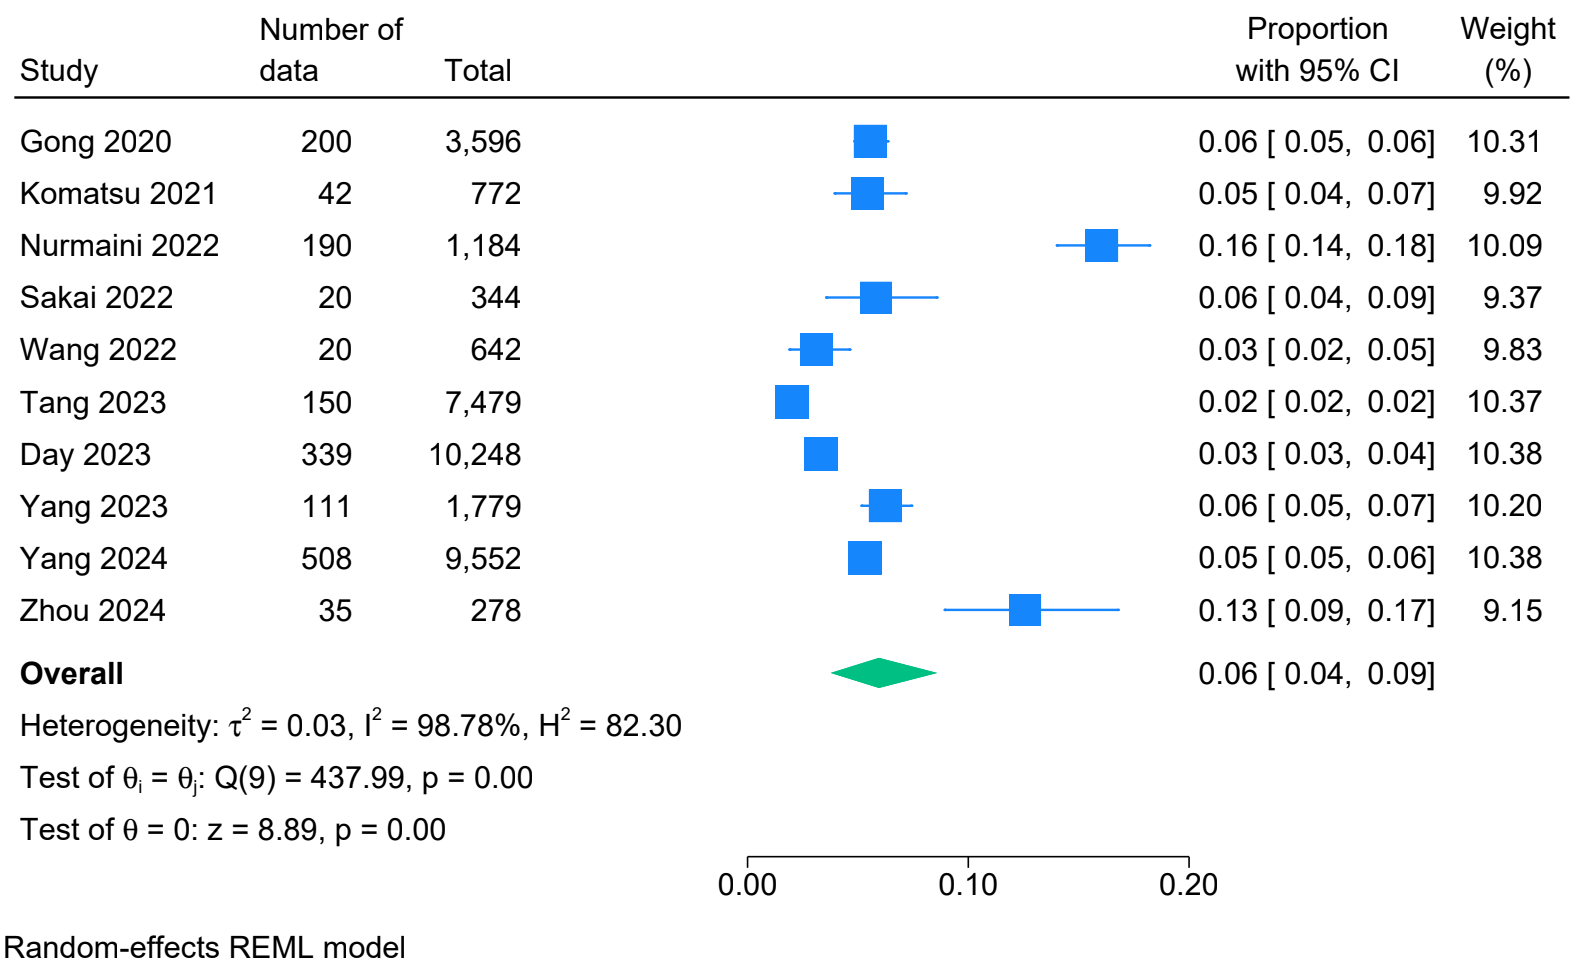 Number of Proportion Weight
Study data Total with 95% CI (%)
Gong 2020 200 3,596 0.06 [ 0.05, 0.06] 10.31
Komatsu 2021 42 772 0.05 [ 0.04, 0.07] 9.92
Nurmaini 2022 190 1,184 0.16 [ 0.14, 0.18] 10.09
Sakai 2022 20 344 0.06 [ 0.04, 0.09] 9.37
Wang 2022 20 642 0.03 [ 0.02, 0.05] 9.83
Tang 2023 150 7,479 0.02 [ 0.02, 0.02] 10.37
Day 2023 339 10,248 0.03 [ 0.03, 0.04] 10.38
Yang 2023 111 1,779 0.06 [ 0.05, 0.07] 10.20
Yang 2024 508 9,552 0.05 [ 0.05, 0.06] 10.38
Zhou 2024 35 278 0.13 [ 0.09, 0.17] 9.15
Overall 0.06 [ 0.04, 0.09]
Heterogeneity: τ² = 0.03, I² = 98.78%, H² = 82.30
Test of θᵢ = θⱼ: Q(9) = 437.99, p = 0.00
Test of θ = 0: z = 8.89, p = 0.00
0.00 0.10 0.20
Random-effects REML model